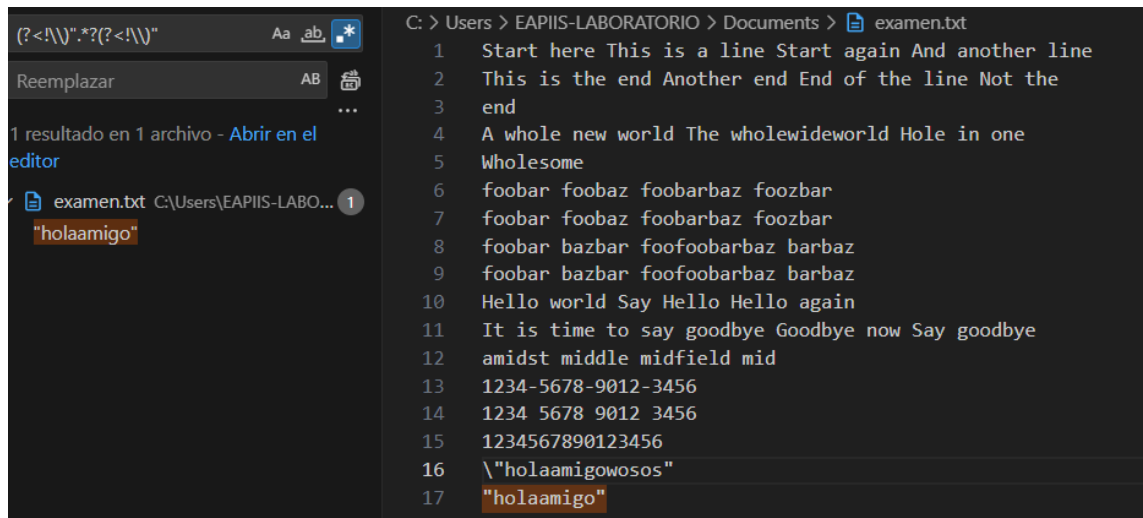 (?<!\\)".*?(?<!\\)"
Aa ab .*
Reemplazar
AB
...
1 resultado en 1 archivo - Abrir en el
editor
examen.txt C:\Users\EAPIIS-LABO... 1
"holaamigo"
C: > Users > EAPIIS-LABORATORIO > Documents > examen.txt
1 Start here This is a line Start again And another line
2 This is the end Another end End of the line Not the
3 end
4 A whole new world The wholewideworld Hole in one
5 Wholesome
6 foobar foobaz foobarbaz foozbar
7 foobar foobaz foobarbaz foozbar
8 foobar bazbar foofoobarbaz barbaz
9 foobar bazbar foofoobarbaz barbaz
10 Hello world Say Hello Hello again
11 It is time to say goodbye Goodbye now Say goodbye
12 amidst middle midfield mid
13 1234-5678-9012-3456
14 1234 5678 9012 3456
15 1234567890123456
16 \"holaamigowosos"
17 "holaamigo"